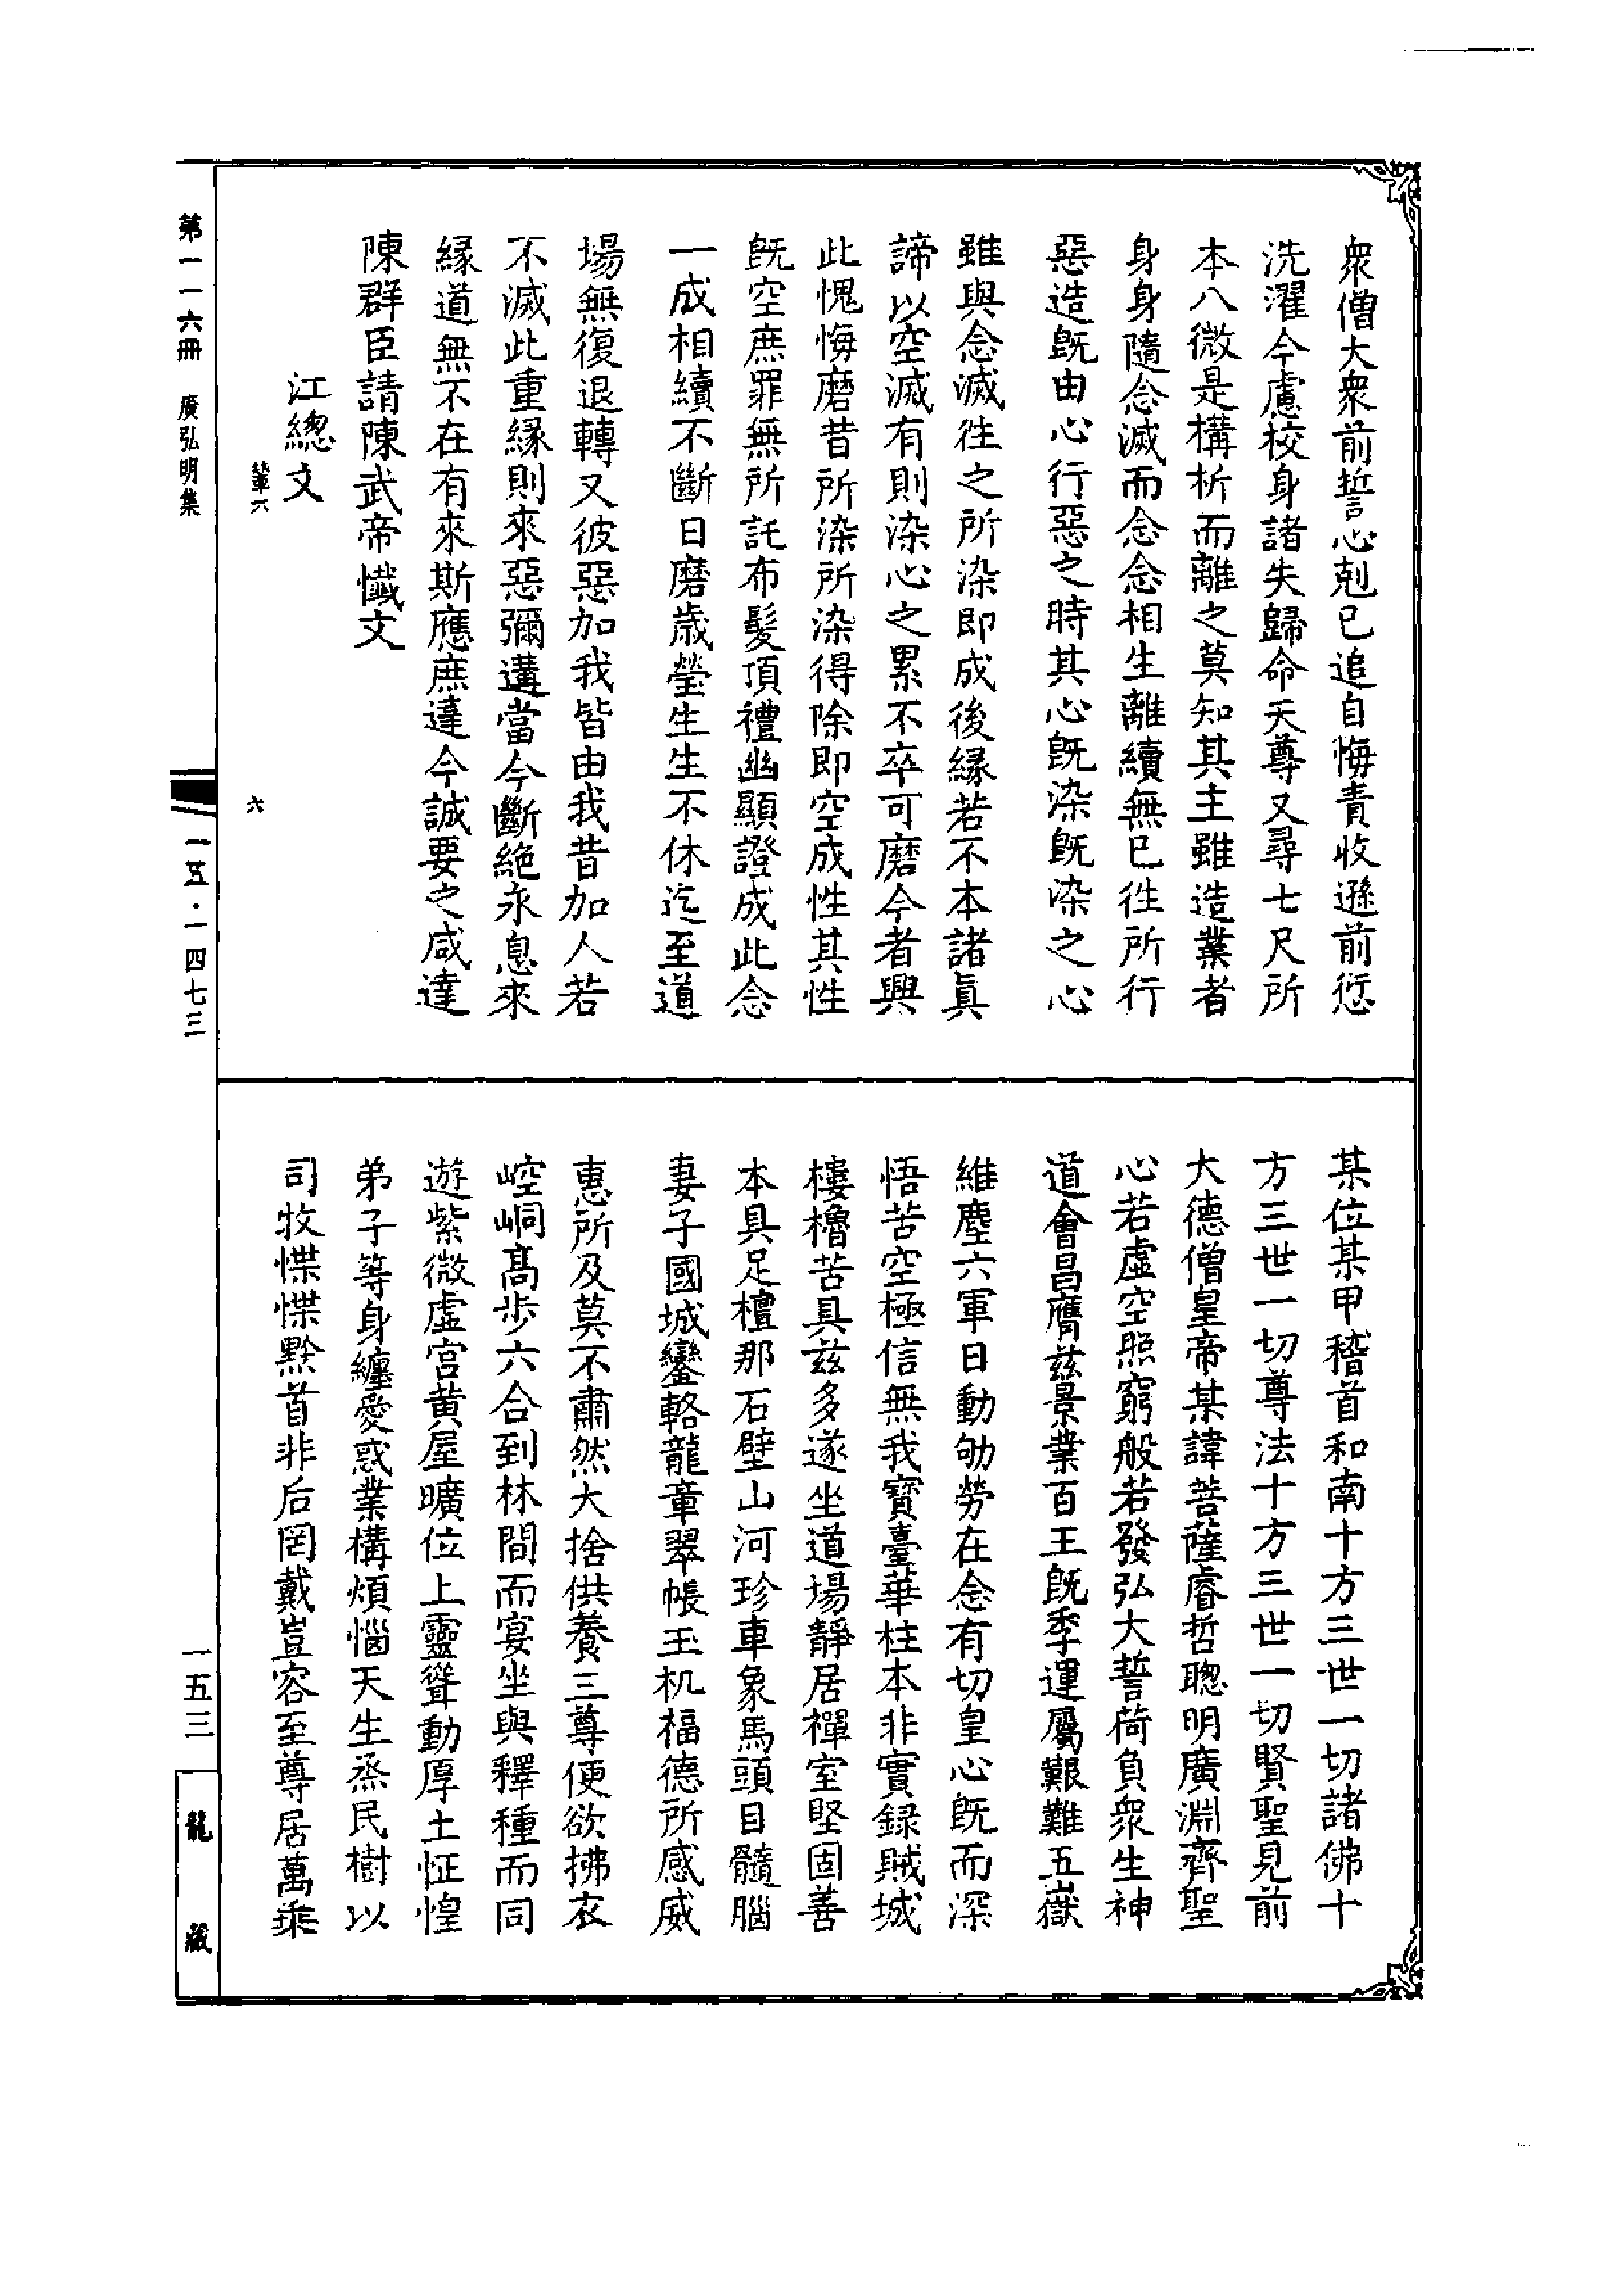 衆僧大衆前誓心剋已追自悔責收遜前愆
洗濯今慮校身諸失歸命天尊又尋七尺所
本八微是構析而離之莫知其主雖造業者
身身隨念滅而念念相生離續無已徃所行
惡造旣由心行惡之時其心旣染旣染之心
雖與念滅徃之所染即成後緣若不本諸眞
諦以空滅有則染心之累不卒可磨今者興
此愧悔磨昔所染所染得除即空成性其性
旣空庶罪無所託布髮頂禮幽顯證成此念
一成相續不斷日磨歲瑩生生不休迄至道
場無復退轉又彼惡加我皆由我昔加人若
不滅此重緣則來惡彌遘當今斷絶永息來
緣道無不在有來斯應庶達今誠要之咸達
陳群臣請陳武帝懺文
江總文
輦六
六
某位某甲稽首和南十方三世一切諸佛十
方三世一切尊法十方三世一切賢聖見前
大德僧皇帝某諱菩薩睿哲聰明廣淵齊聖
心若虛空照窮般若發弘大誓荷負衆生神
道會昌膺茲景業百王旣季運屬艱難五嶽
維塵六軍日動劬勞在念有切皇心旣而深
悟苦空極信無我寶臺華柱本非實録賊城
樓櫓苦具茲多遂坐道場靜居禪室堅固善
本具足檀那石壁山河珍車象馬頭目髓腦
妻子國城鑾輅龍章翠帳玉机福德所感威
惠所及莫不肅然大捨供養三尊便欲拂衣
崆峒髙步六合到林間而宴坐與釋種而同
遊紫微虛宫黄屋曠位上靈聳動厚土怔惶
弟子等身纏愛惑業構煩惱天生烝民樹以
司牧惵惵黔首非后罔戴豈容至尊居萬乘
第一一六冊 廣弘明集
一五·一四七三
一五三
龍藏